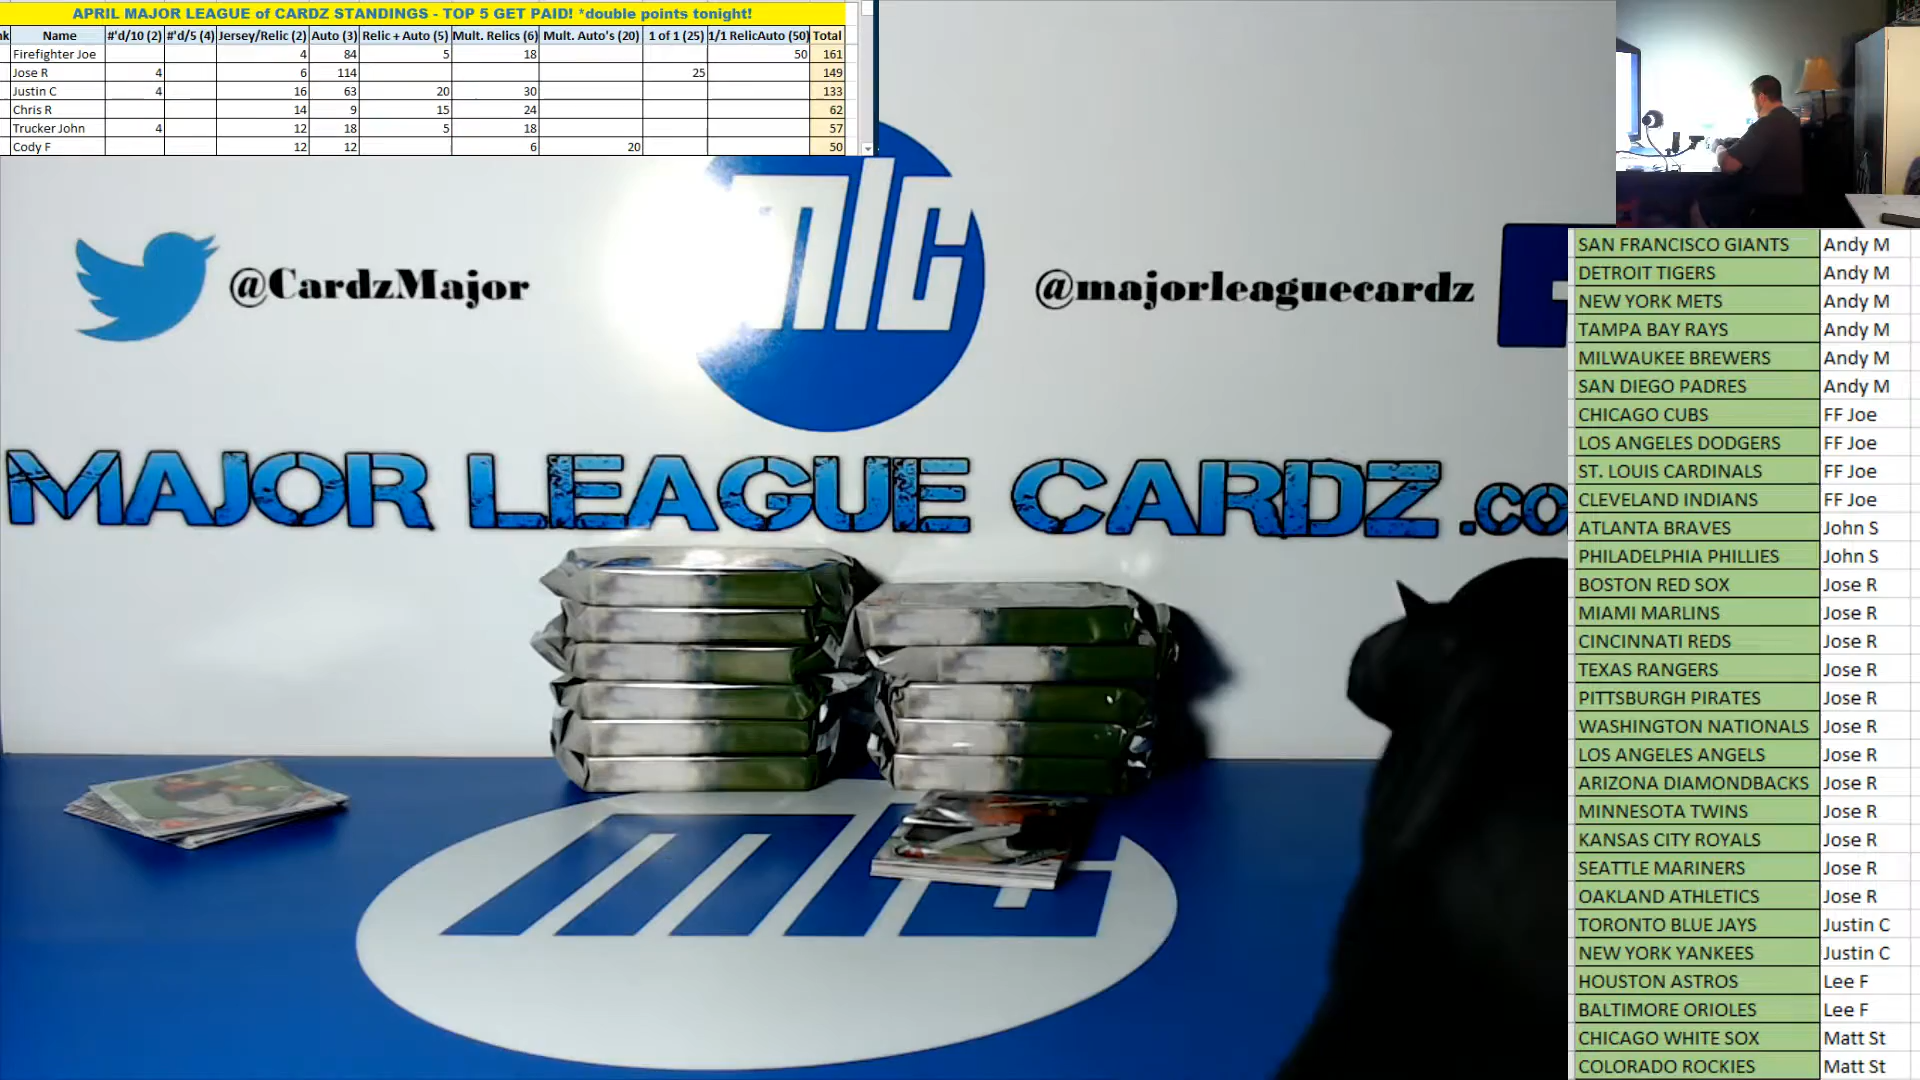 APRIL MAJOR LEAGUE of CARDZ STANDINGS - TOP 5 GET PAID! *double points tonight!
Name #'d/10 (2) #'d/5 (4) Jersey/Relic (2) Auto (3) Relic + Auto (5) Mult. Relics (6) Mult. Auto's (20) 1 of 1 (25) 1/1 RelicAuto (50) Total
Firefighter Joe 4 84 5 18 50 161
Jose R 4 6 114 25 149
Justin C 4 16 63 20 30 133
Chris R 14 9 15 24 62
Trucker John 4 12 18 5 18 57
Cody F 12 12 6 20 50
@CardzMajor
mlc
@majorleaguecardz
MAJOR LEAGUE CARDZ .co
mlc
SAN FRANCISCO GIANTS Andy M
DETROIT TIGERS Andy M
NEW YORK METS Andy M
TAMPA BAY RAYS Andy M
MILWAUKEE BREWERS Andy M
SAN DIEGO PADRES Andy M
CHICAGO CUBS FF Joe
LOS ANGELES DODGERS FF Joe
ST. LOUIS CARDINALS FF Joe
CLEVELAND INDIANS FF Joe
ATLANTA BRAVES John S
PHILADELPHIA PHILLIES John S
BOSTON RED SOX Jose R
MIAMI MARLINS Jose R
CINCINNATI REDS Jose R
TEXAS RANGERS Jose R
PITTSBURGH PIRATES Jose R
WASHINGTON NATIONALS Jose R
LOS ANGELES ANGELS Jose R
ARIZONA DIAMONDBACKS Jose R
MINNESOTA TWINS Jose R
KANSAS CITY ROYALS Jose R
SEATTLE MARINERS Jose R
OAKLAND ATHLETICS Jose R
TORONTO BLUE JAYS Justin C
NEW YORK YANKEES Justin C
HOUSTON ASTROS Lee F
BALTIMORE ORIOLES Lee F
CHICAGO WHITE SOX Matt St
COLORADO ROCKIES Matt St